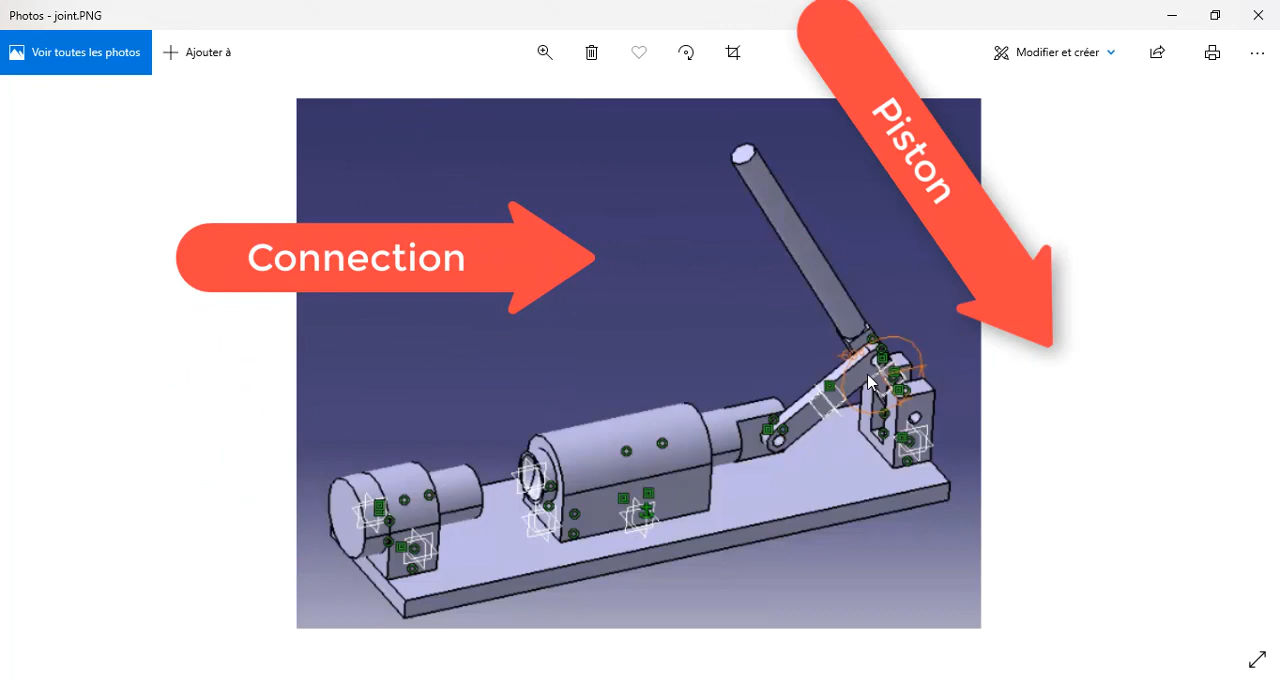 Photos - joint.PNG
Voir toutes les photos
Ajouter à
Modifier et créer
Piston
Connection